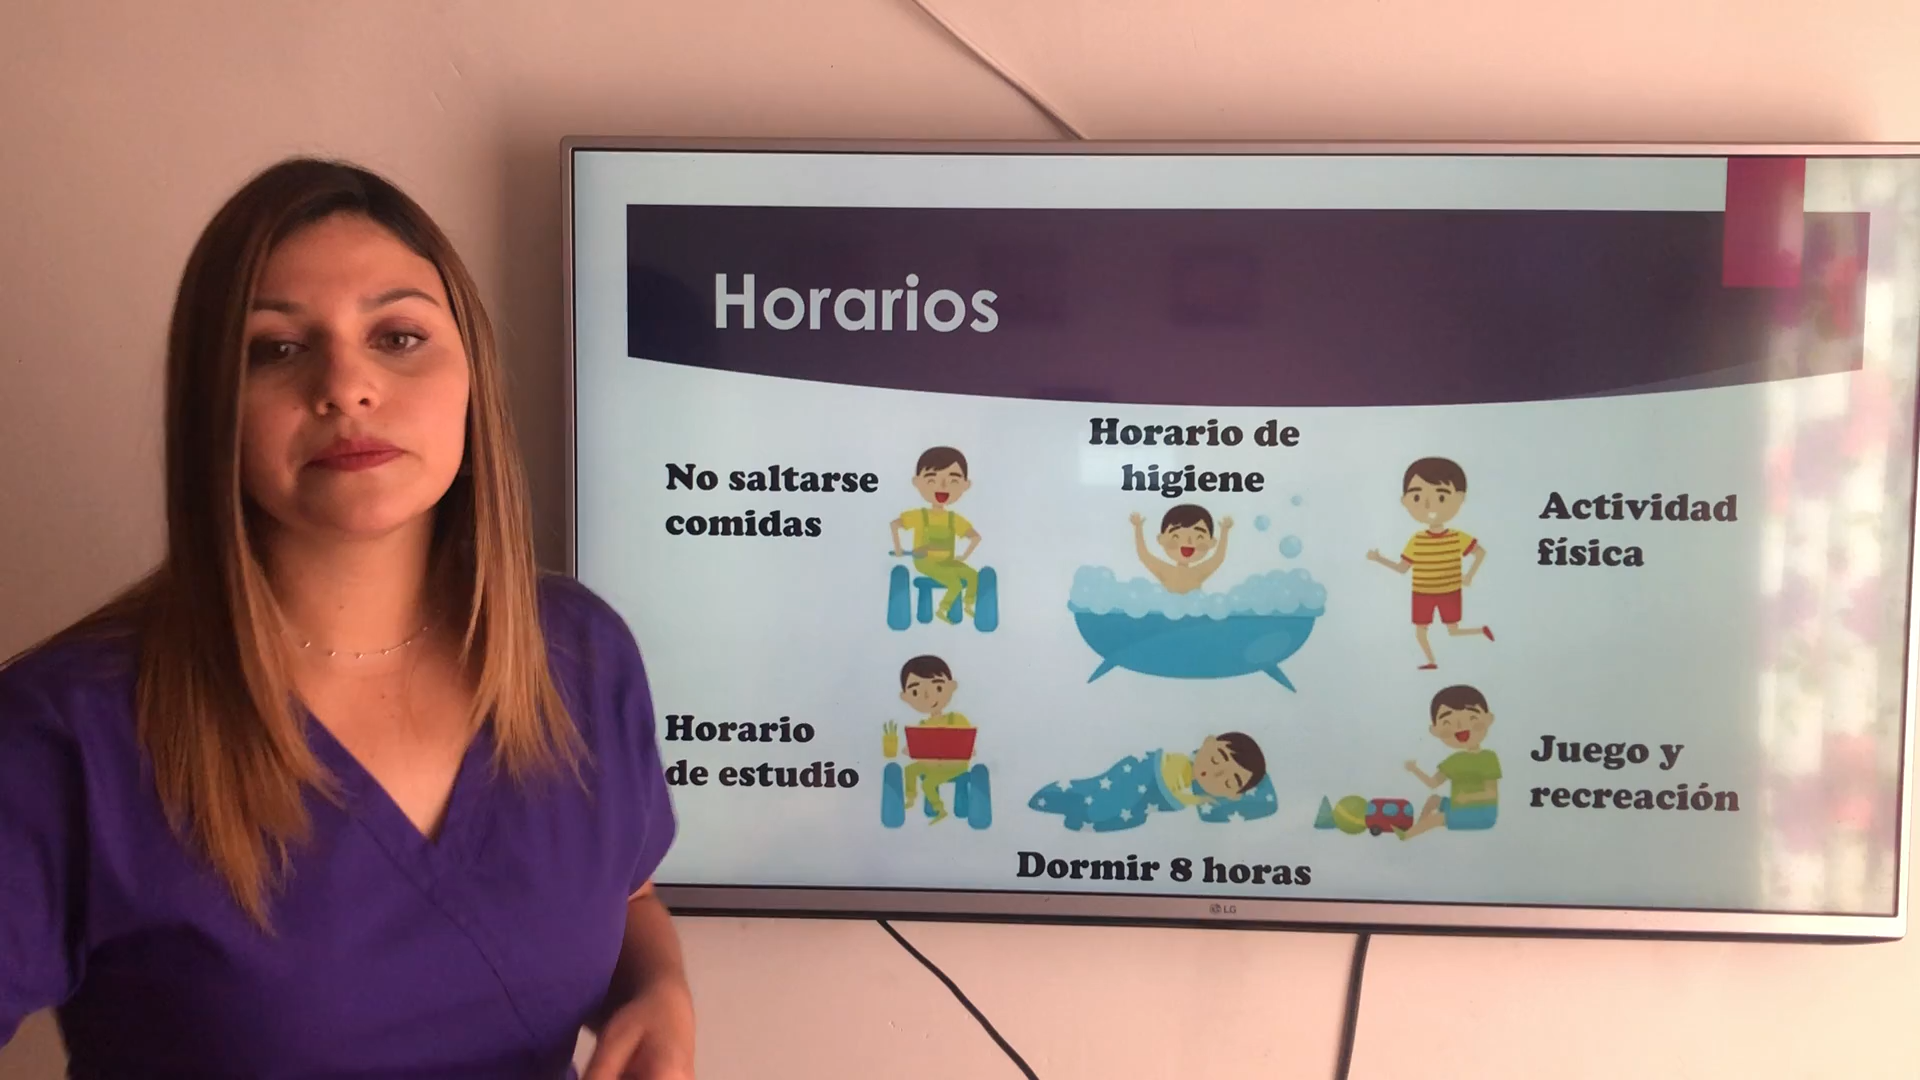 Horarios
No saltarse
comidas
Horario de
higiene
Actividad
física
Horario
de estudio
Dormir 8 horas
Juego y
recreación
LG